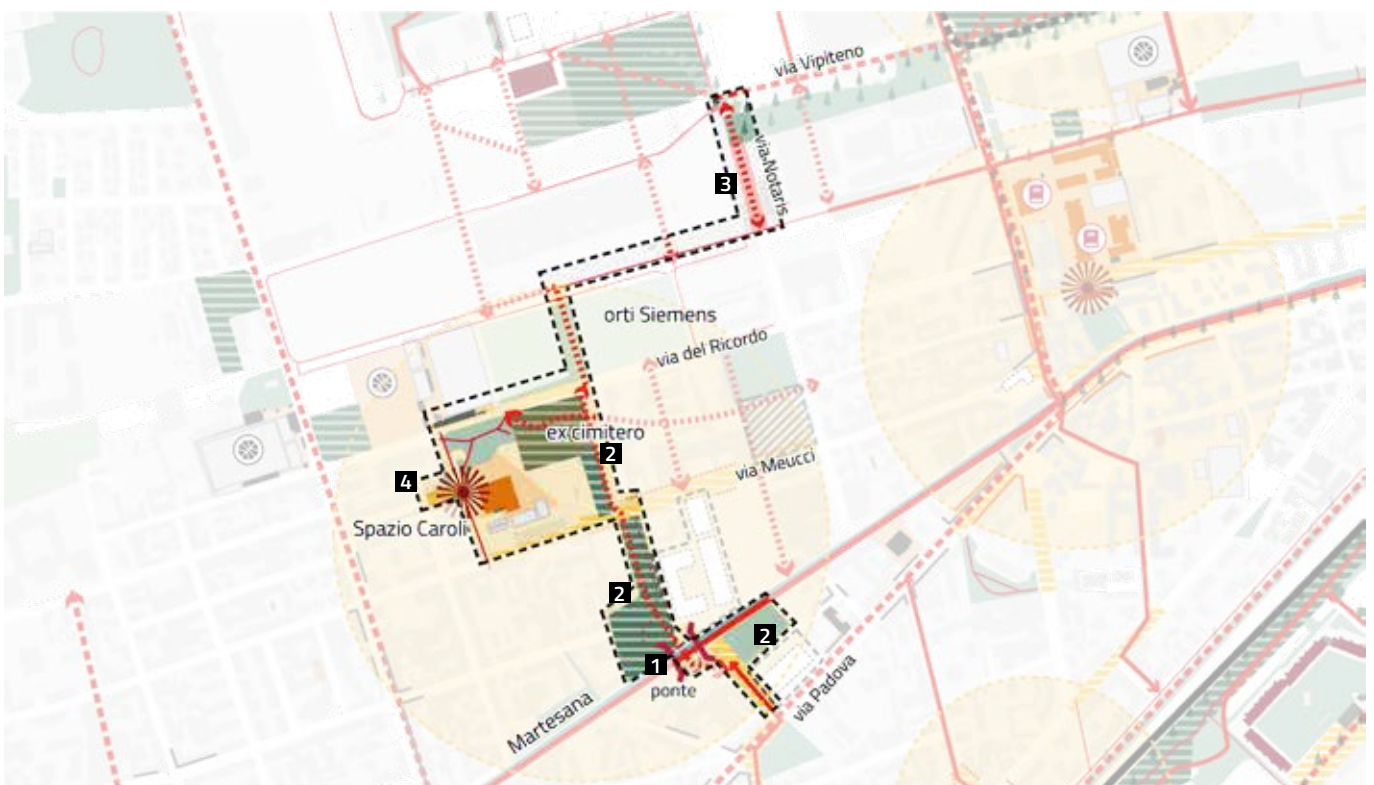 via Vipiteno
via Notaris
3
orti Siemens
via del Ricordo
ex cimitero
2
via Meucci
4
Spazio Caroli
2
2
1
ponte
via Padova
Martesana